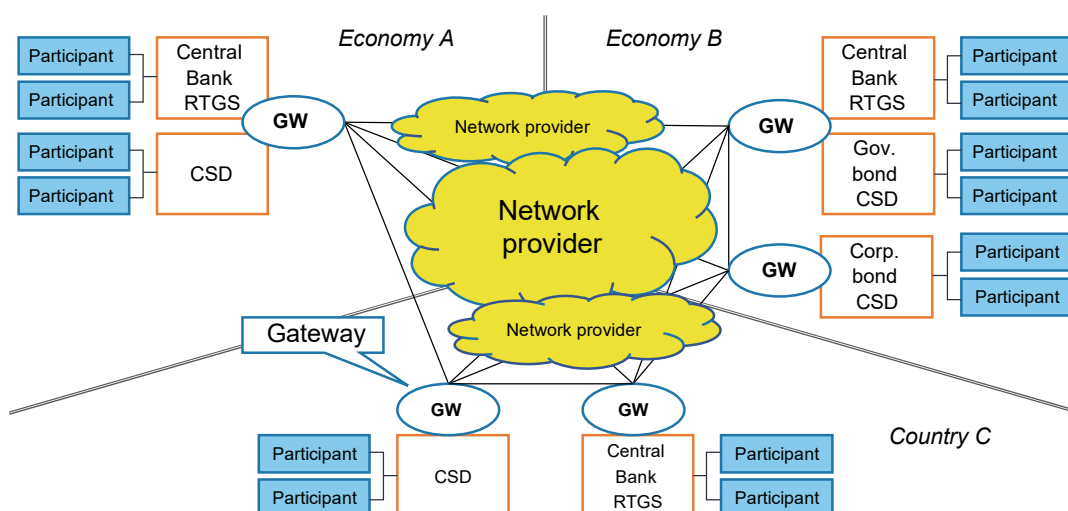 Economy A
Economy B
Participant
Participant
Central
Bank
RTGS
GW
Participant
Participant
CSD
Network provider
Network
provider
Network provider
GW
Central
Bank
RTGS
Participant
Participant
Gov.
bond
CSD
Participant
Participant
GW
Corp.
bond
CSD
Participant
Participant
Gateway
GW
GW
Country C
Participant
Participant
CSD
Central
Bank
RTGS
Participant
Participant